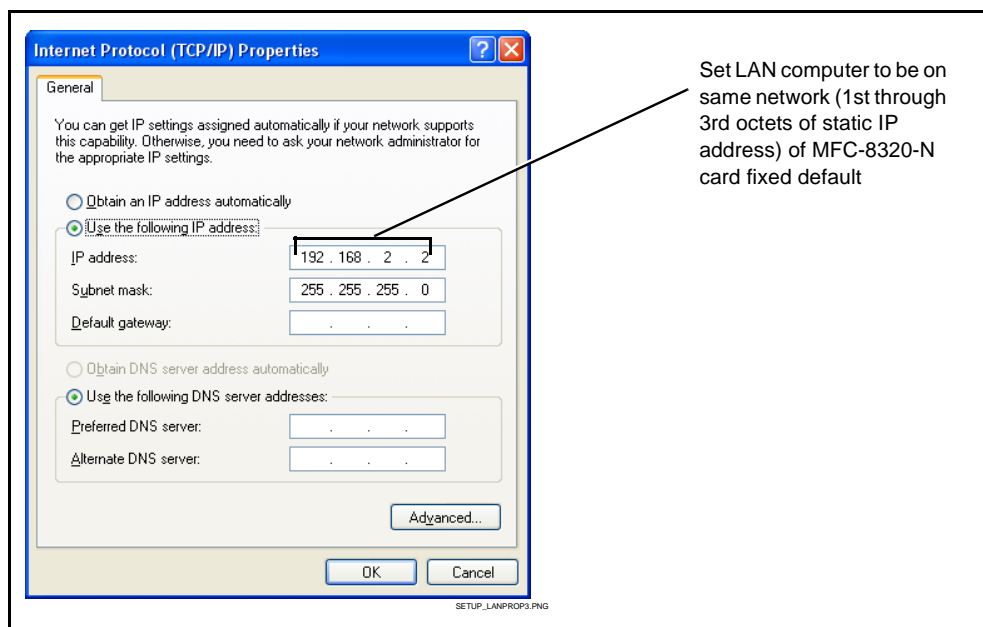 Internet Protocol (TCP/IP) Properties
General
You can get IP settings assigned automatically if your network supports
this capability. Otherwise, you need to ask your network administrator for
the appropriate IP settings.
Obtain an IP address automatically
Use the following IP address:
IP address: 192 . 168 . 2 . 2
Subnet mask: 255 . 255 . 255 . 0
Default gateway: . . .
Obtain DNS server address automatically
Use the following DNS server addresses:
Preferred DNS server: . . .
Alternate DNS server: . . .
Advanced...
OK Cancel
SETUP_LANPROP3.PNG
Set LAN computer to be on
same network (1st through
3rd octets of static IP
address) of MFC-8320-N
card fixed default